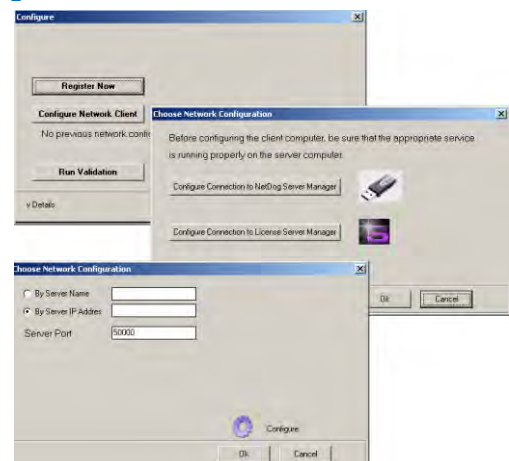 Configure
Register Now
Configure Network Client
No previous network confi
Run Validation
v Details
Choose Network Configuration
Before configuring the client computer, be sure that the appropriate service
is running properly on the server computer.
Configure Connection to NetDog Server Manager
Configure Connection to License Server Manager
Ok
Cancel
Choose Network Configuration
By Server Name
By Server IP Addres
Server Port
50000
Configure
Ok
Cancel